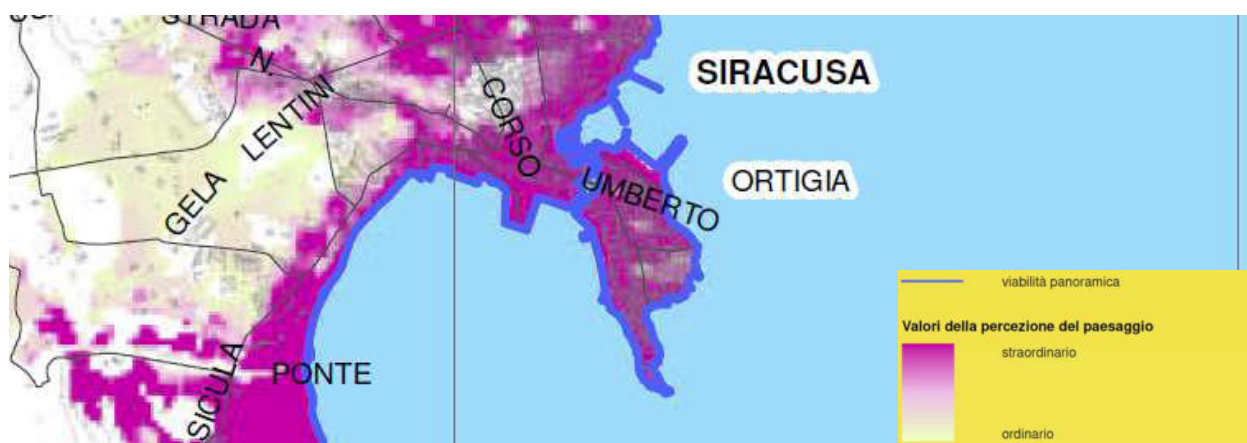 STRADA
N.
LENTINI
GELA
CORSO
SIRACUSA
UMBERTO
ORTIGIA
PONTE
SICULA
viabilità panoramica
Valori della percezione del paesaggio
straordinario
ordinario